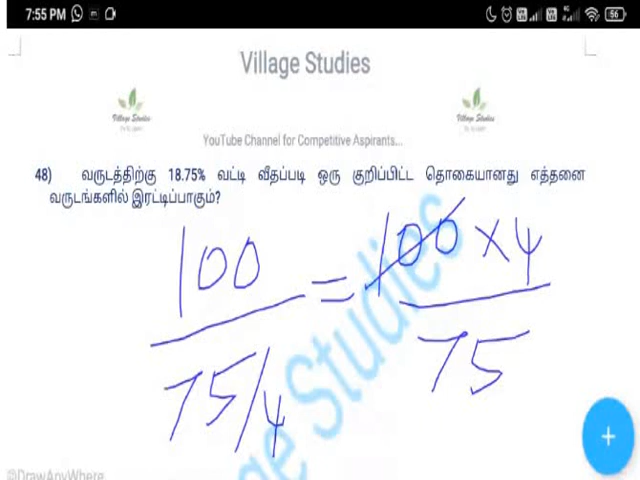 7:55 PM
56
Village Studies
Village Studies
Village Studies
YouTube Channel for Competitive Aspirants...
48) வருடத்திற்கு 18.75% வட்டி வீதப்படி ஒரு குறிப்பிட்ட தொகையானது எத்தனை
வருடங்களில் இரட்டிப்பாகும்?
100 = 100 × 4
75/4 75
ge Studies
@DrawAnyWhere